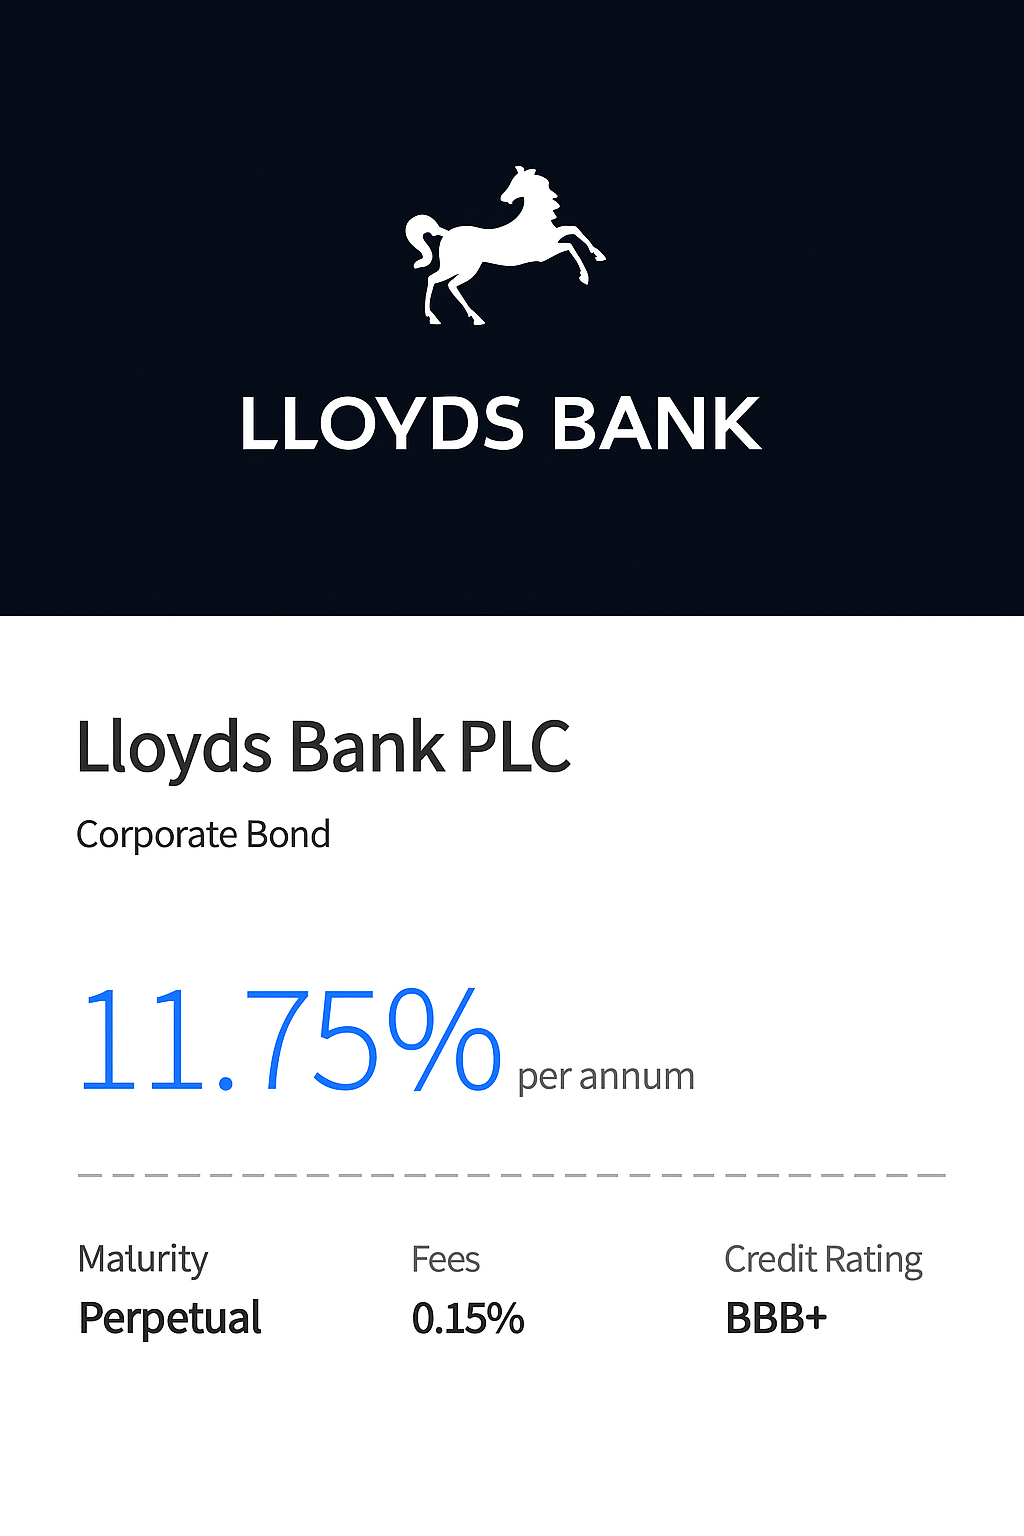 LLOYDS BANK
Lloyds Bank PLC
Corporate Bond
11.75% per annum
Maturity Fees Credit Rating
Perpetual 0.15% BBB+